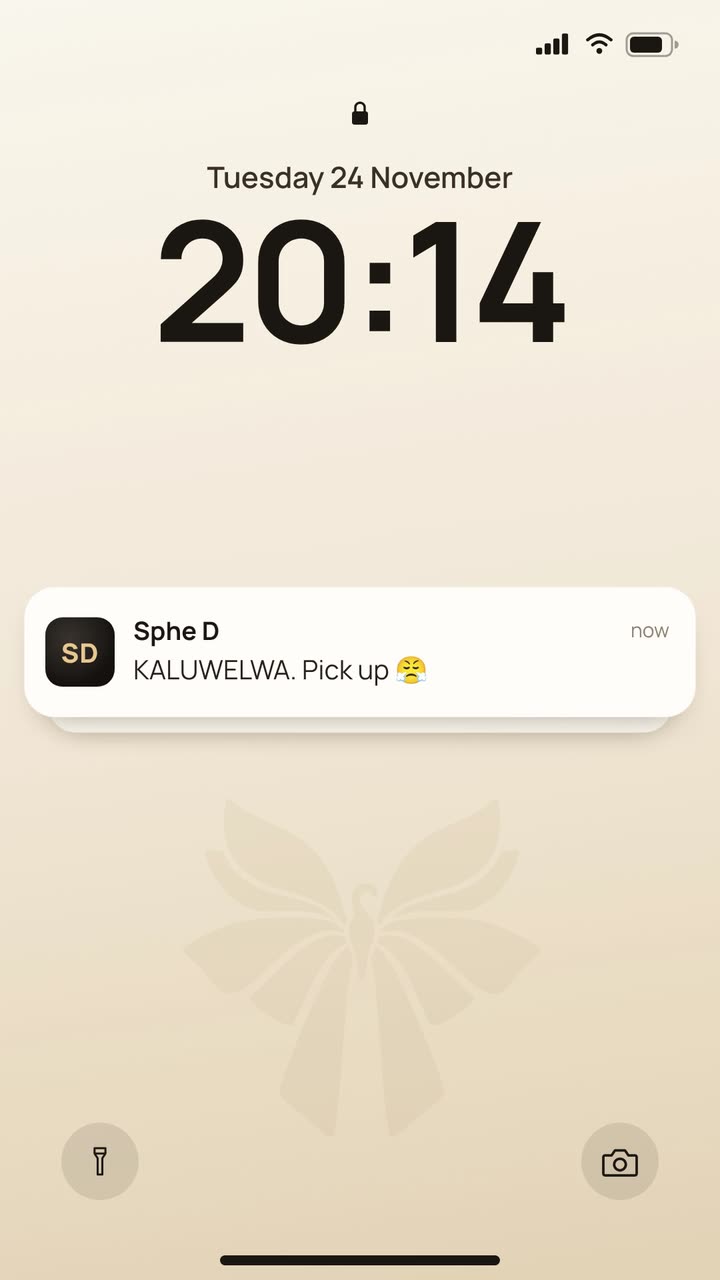 Tuesday 24 November
20:14
Sphe D
now
SD
KALUWELWA. Pick up 😤